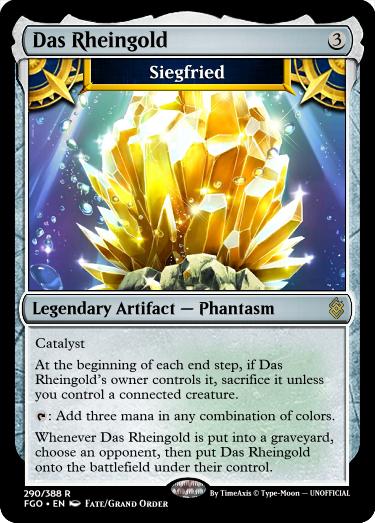 Das Rheingold 3
Siegfried
Legendary Artifact — Phantasm
Catalyst
At the beginning of each end step, if Das
Rheingold's owner controls it, sacrifice it unless
you control a connected creature.
: Add three mana in any combination of colors.
Whenever Das Rheingold is put into a graveyard,
choose an opponent, then put Das Rheingold
onto the battlefield under their control.
290/388 R
FGO • EN Fate/Grand Order
By TimeAxis © Type-Moon — UNOFFICIAL